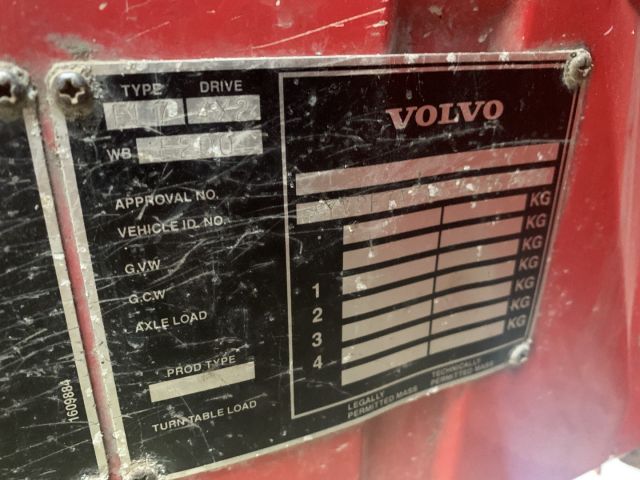 TYPE DRIVE
VOLVO
WB
APPROVAL NO.
VEHICLE ID. NO.
KG
G.V.W
KG
G.C.W
KG
AXLE LOAD
1 KG
2 KG
3 KG
4 KG
PROD TYPE
TURN TABLE LOAD
LEGALLY PERMITTED MASS
TECHNICALLY PERMITTED MASS
1609884